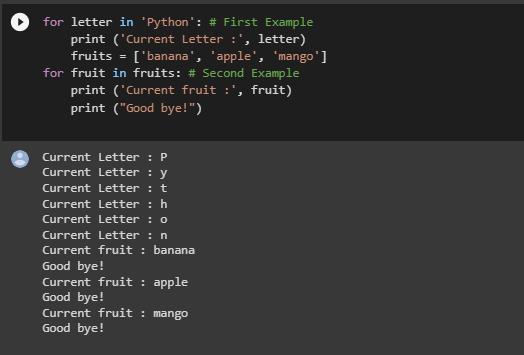 for letter in 'Python': # First Example
    print ('Current Letter :', letter)
    fruits = ['banana', 'apple', 'mango']
for fruit in fruits: # Second Example
    print ('Current fruit :', fruit)
    print ("Good bye!")
Current Letter : P
Current Letter : y
Current Letter : t
Current Letter : h
Current Letter : o
Current Letter : n
Current fruit : banana
Good bye!
Current fruit : apple
Good bye!
Current fruit : mango
Good bye!